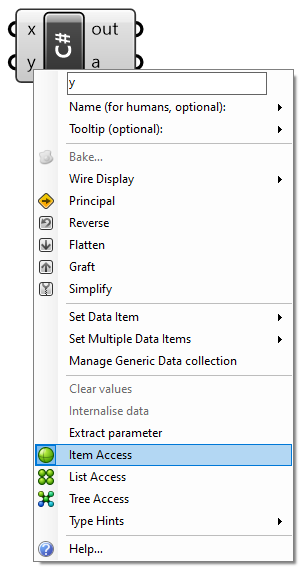 x out
C#
y a
y
Name (for humans, optional):
Tooltip (optional):
Bake...
Wire Display
Principal
Reverse
Flatten
Graft
Simplify
Set Data Item
Set Multiple Data Items
Manage Generic Data collection
Clear values
Internalise data
Extract parameter
Item Access
List Access
Tree Access
Type Hints
Help...